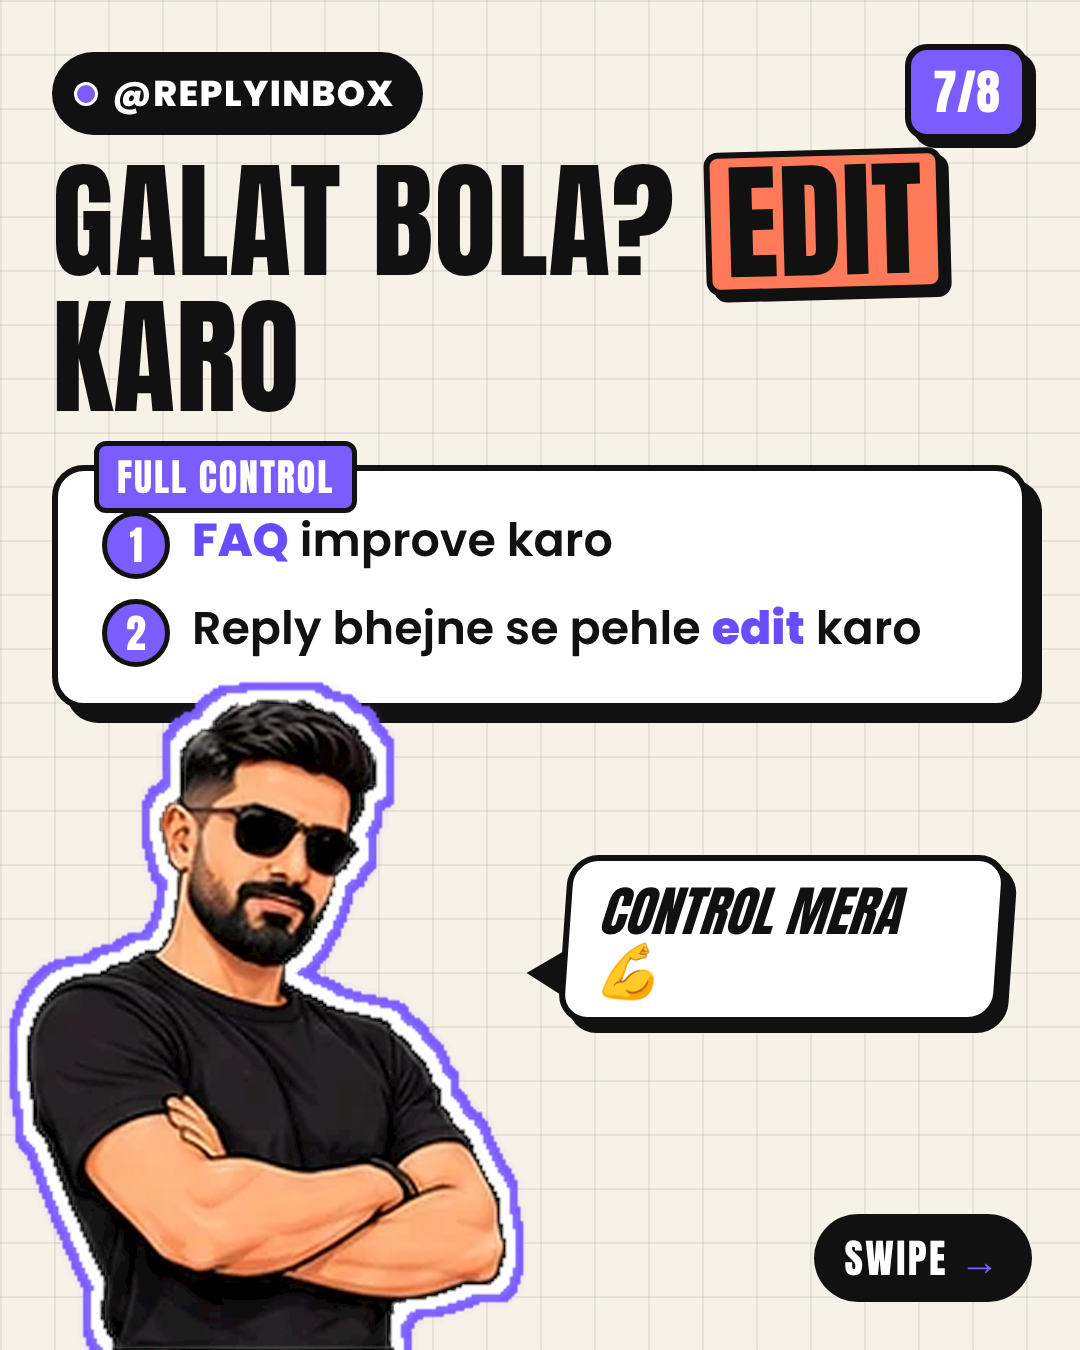 @REPLYINBOX
7/8
GALAT BOLA? EDIT
KARO
FULL CONTROL
1 FAQ improve karo
2 Reply bhejne se pehle edit karo
CONTROL MERA
💪
SWIPE →